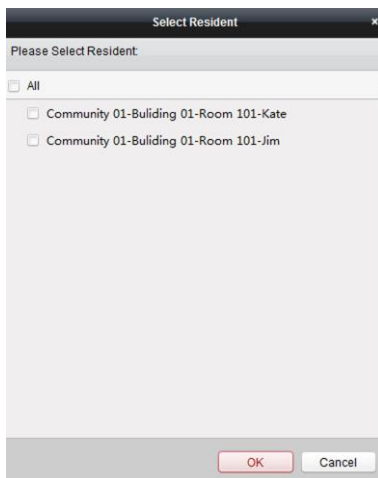 Select Resident
Please Select Resident:
All
Community 01-Buliding 01-Room 101-Kate
Community 01-Buliding 01-Room 101-Jim
OK Cancel